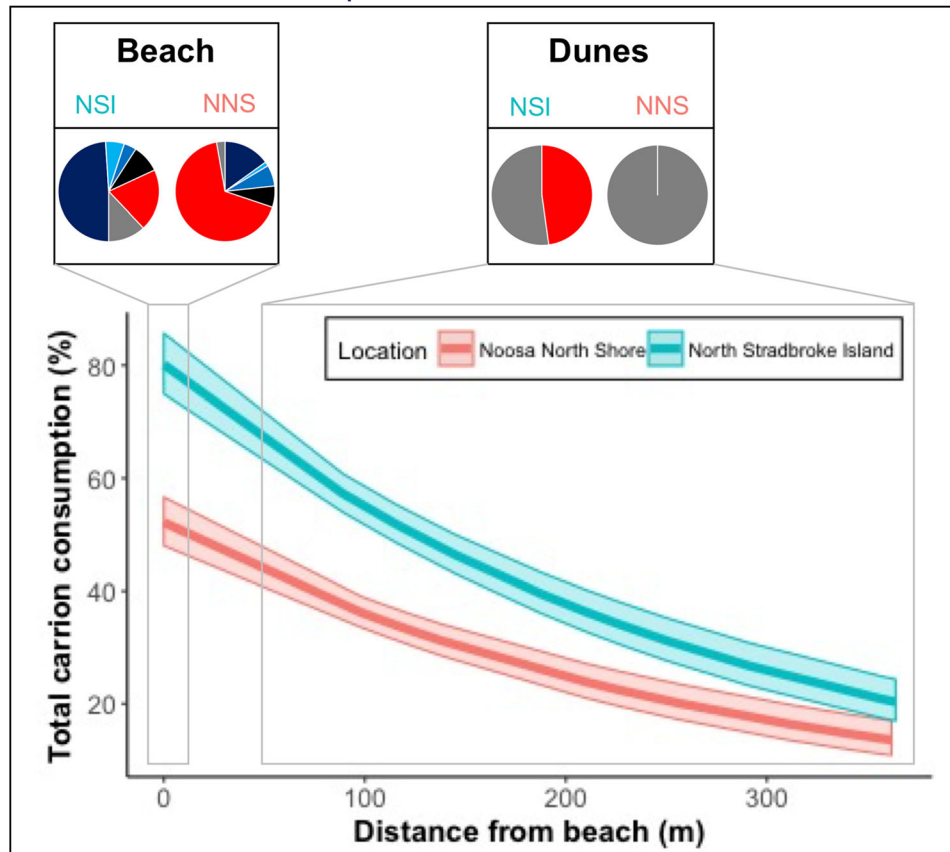 Beach
NSI NNS
Dunes
NSI NNS
Location Noosa North Shore North Stradbroke Island
Total carrion consumption (%)
80
60
40
20
0 100 200 300
Distance from beach (m)